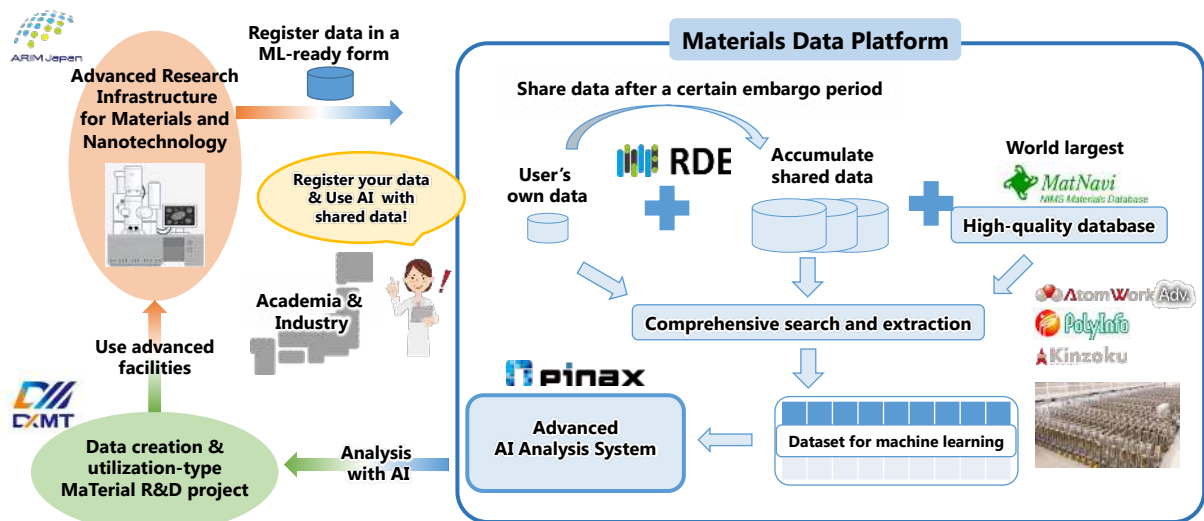 ARIM Japan
Register data in a
ML-ready form
Advanced Research
Infrastructure
for Materials and
Nanotechnology
Register your data
& Use AI with
shared data!
Academia &
Industry
Use advanced
facilities
DXMT
Data creation &
utilization-type
MaTerial R&D project
Analysis
with AI
Materials Data Platform
Share data after a certain embargo period
User's
own data
RDE
Accumulate
shared data
World largest
MatNavi
NIMS Materials Database
High-quality database
Comprehensive search and extraction
AtomWork Adv.
PolyInfo
Kinzoku
pinax
Advanced
AI Analysis System
Dataset for machine learning